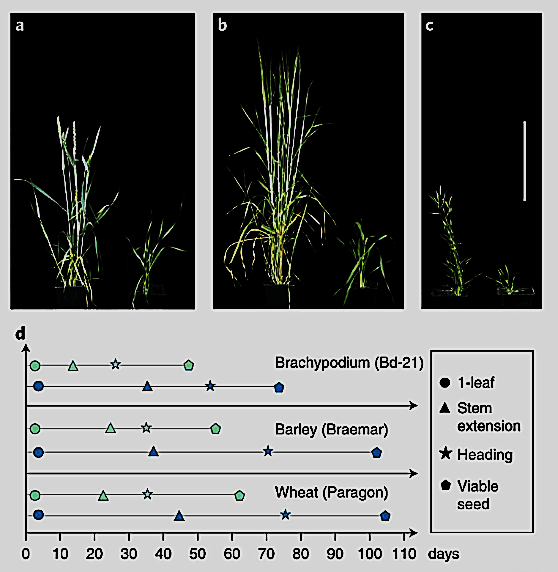 a b c
d
Brachypodium (Bd-21)
Barley (Braemar)
Wheat (Paragon)
1-leaf
Stem
extension
Heading
Viable
seed
0 10 20 30 40 50 60 70 80 90 100 110 days